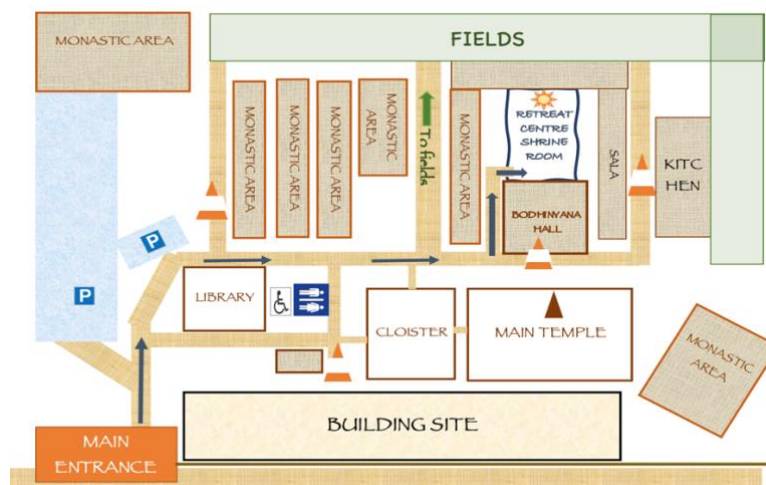 MONASTIC AREA
FIELDS
MONASTIC AREA
MONASTIC AREA
MONASTIC AREA
MONASTIC
AREA
To fields
MONASTIC AREA
RETREAT
CENTRE
SHRINE
ROOM
SALA
KITC
HEN
BODHINYANA
HALL
P
P
LIBRARY
CLOISTER
MAIN TEMPLE
MONASTIC
AREA
BUILDING SITE
MAIN
ENTRANCE